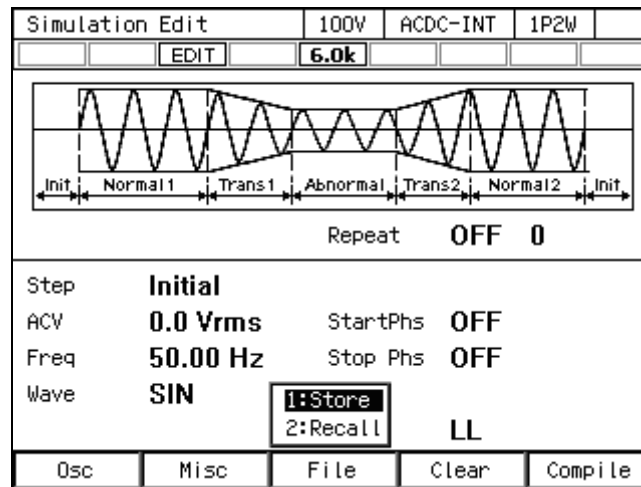 Simulation Edit 100V ACDC-INT 1P2W
EDIT 6.0k
Init Normal1 Trans1 Abnormal Trans2 Normal2 Init
Repeat OFF 0
Step Initial
ACV 0.0 Vrms StartPhs OFF
Freq 50.00 Hz Stop Phs OFF
Wave SIN
1:Store
2:Recall LL
Osc Misc File Clear Compile